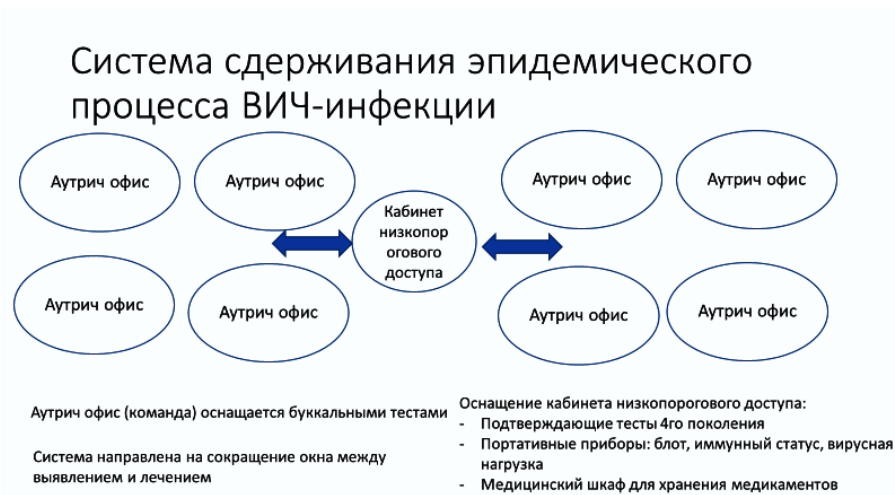 Система сдерживания эпидемического
процесса ВИЧ-инфекции
Аутрич офис
Аутрич офис
Аутрич офис
Аутрич офис
Кабинет
низкопор
огового
доступа
Аутрич офис
Аутрич офис
Аутрич офис
Аутрич офис
Аутрич офис (команда) оснащается буккальными тестами
Система направлена на сокращение окна между
выявлением и лечением
Оснащение кабинета низкопорогового доступа:
- Подтверждающие тесты 4го поколения
- Портативные приборы: блот, иммунный статус, вирусная
нагрузка
- Медицинский шкаф для хранения медикаментов